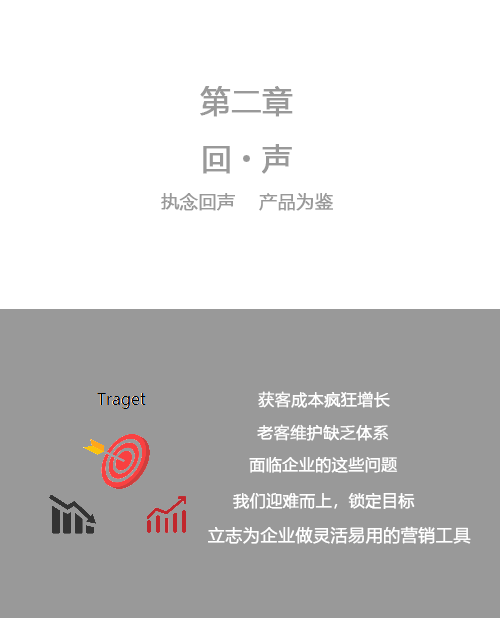 第二章
回·声
执念回声 产品为鉴
Traget
获客成本疯狂增长
老客维护缺乏体系
面临企业的这些问题
我们迎难而上，锁定目标
立志为企业做灵活易用的营销工具